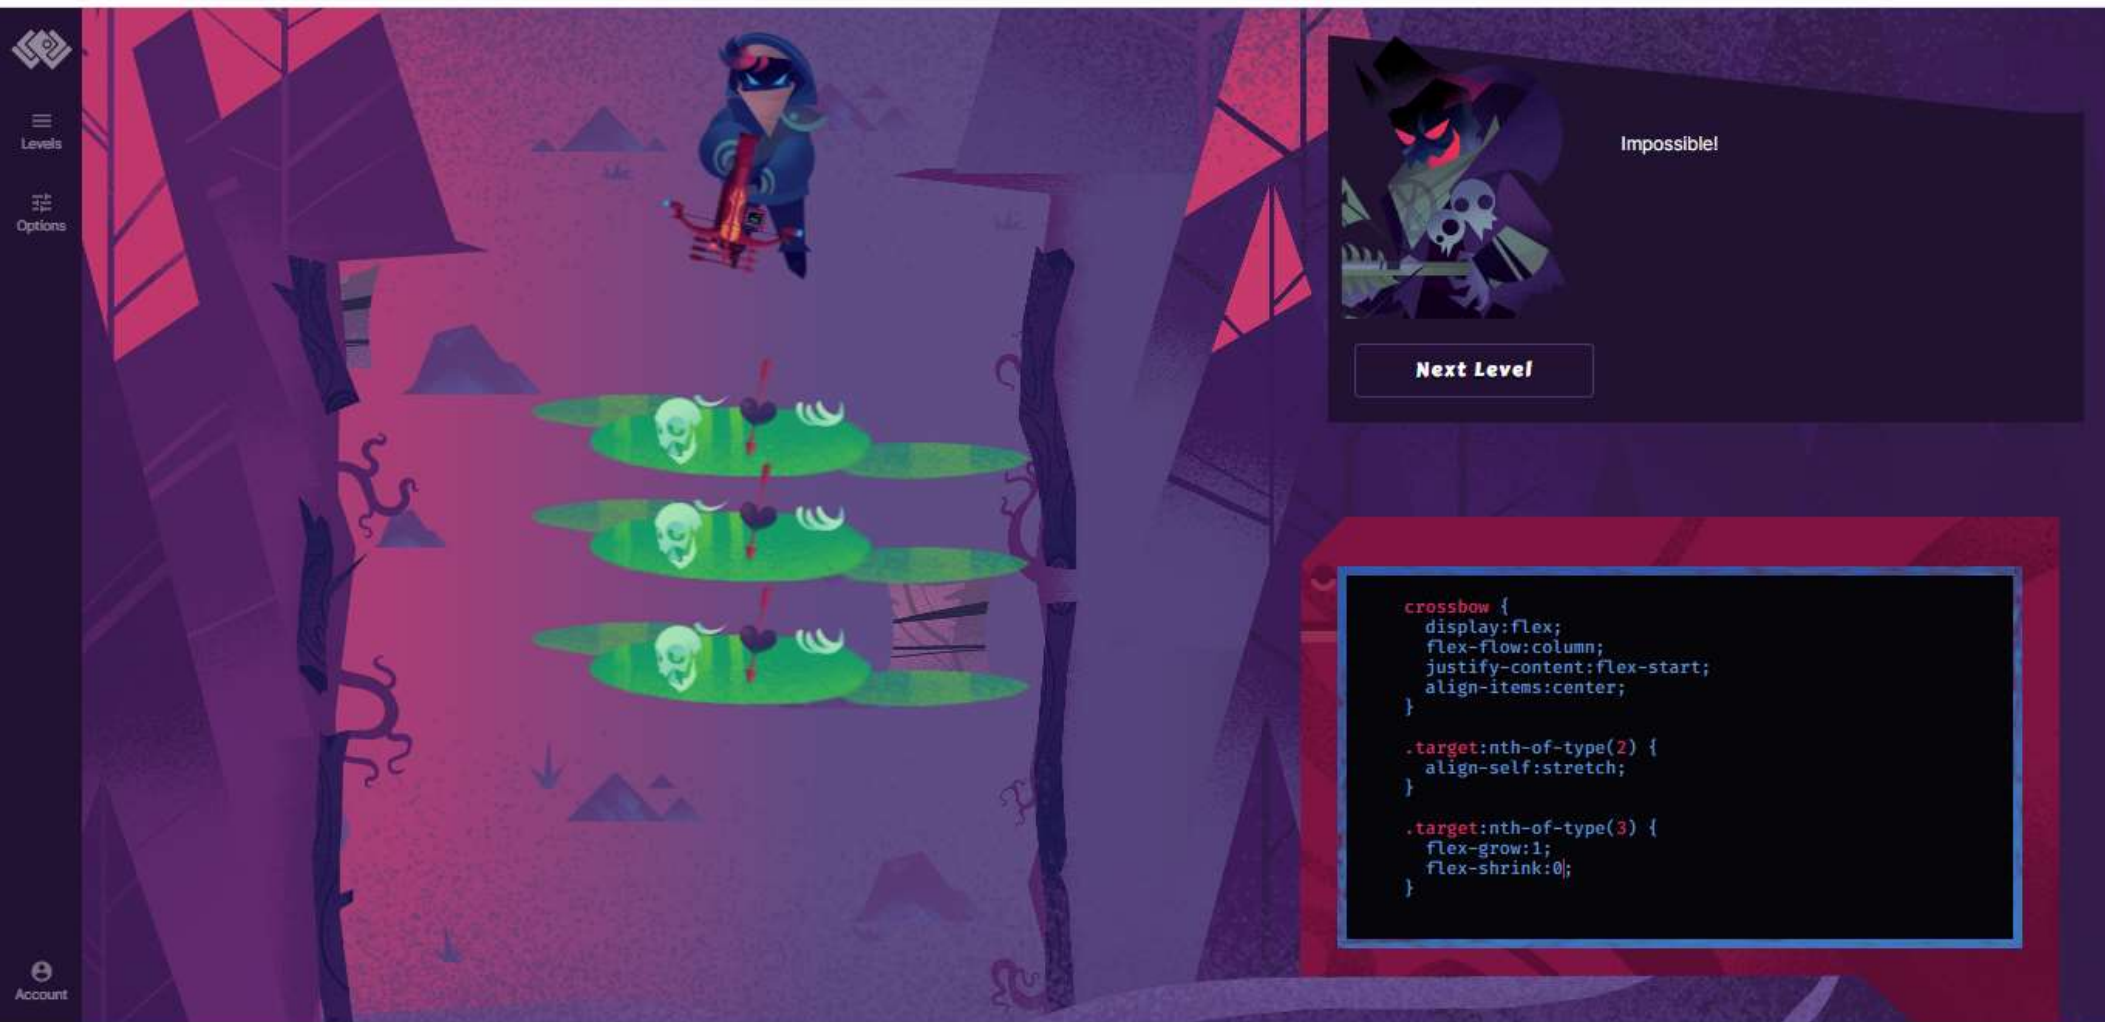 Levels
Options
Account
Impossible!
Next Level
crossbow {
display:flex;
flex-flow:column;
justify-content:flex-start;
align-items:center;
}
.target:nth-of-type(2) {
align-self:stretch;
}
.target:nth-of-type(3) {
flex-grow:1;
flex-shrink:0;
}